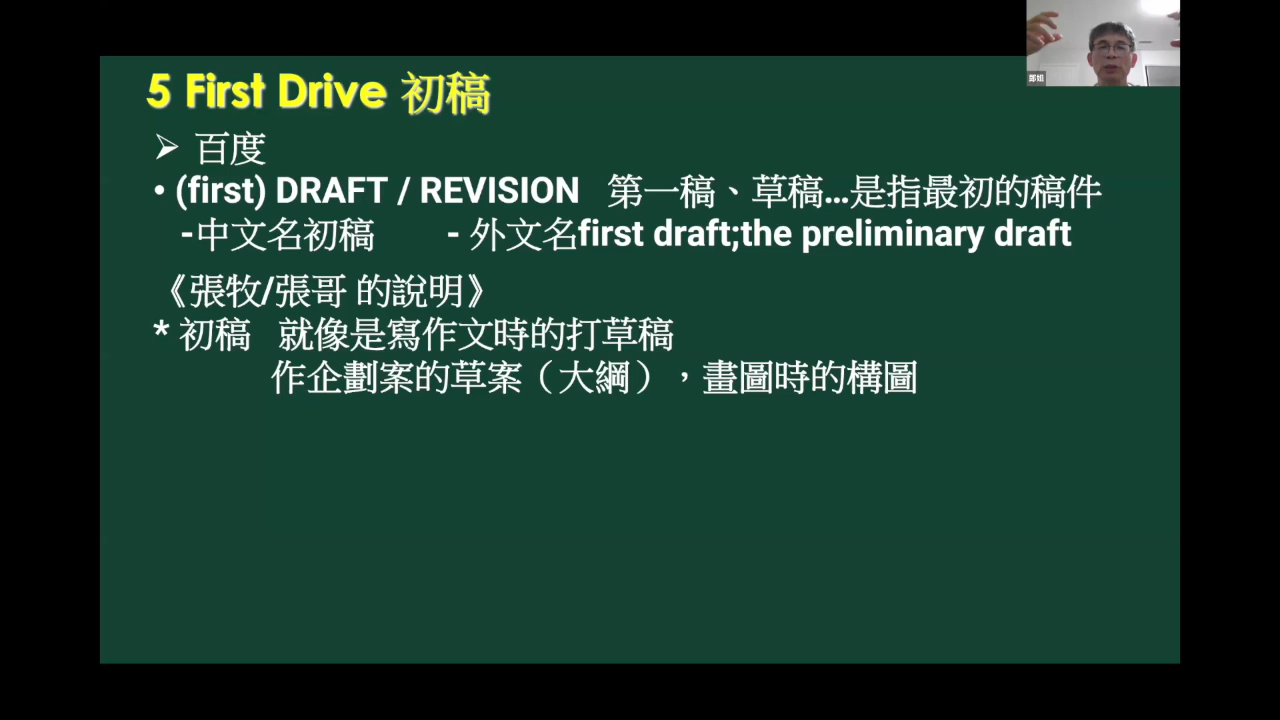 5 First Drive 初稿
➢ 百度
• (first) DRAFT / REVISION 第一稿、草稿...是指最初的稿件
-中文名初稿 - 外文名first draft;the preliminary draft
《張牧/張哥 的說明》
* 初稿 就像是寫作文時的打草稿
作企劃案的草案（大綱），畫圖時的構圖